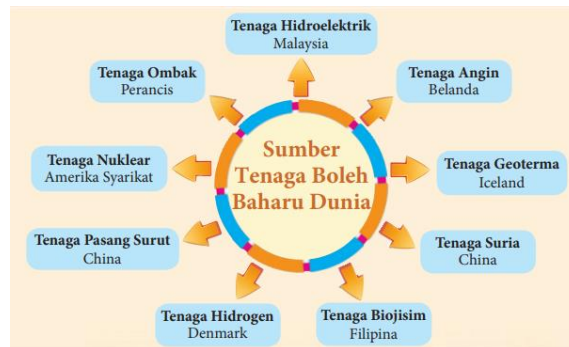 Tenaga Hidroelektrik
Malaysia
Tenaga Ombak
Perancis
Tenaga Angin
Belanda
Sumber
Tenaga Boleh
Baharu Dunia
Tenaga Nuklear
Amerika Syarikat
Tenaga Geoterma
Iceland
Tenaga Pasang Surut
China
Tenaga Suria
China
Tenaga Hidrogen
Denmark
Tenaga Biojisim
Filipina